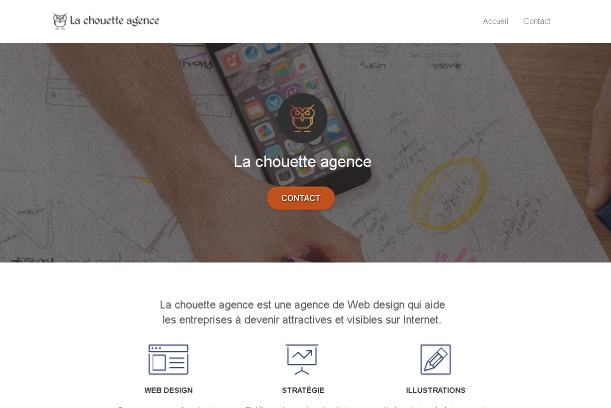 La chouette agence
Accueil Contact
La chouette agence
CONTACT
La chouette agence est une agence de Web design qui aide
les entreprises à devenir attractives et visibles sur Internet.
WEB DESIGN STRATÉGIE ILLUSTRATIONS